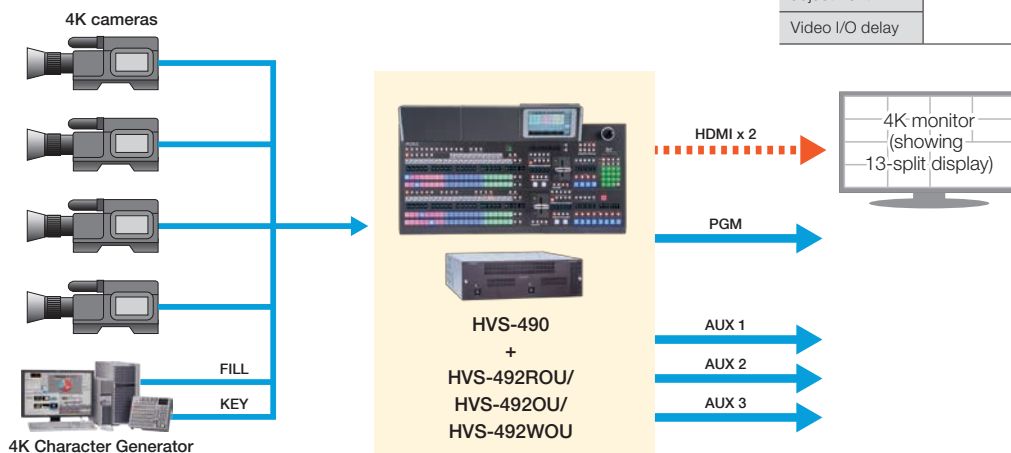 4K cameras
Video I/O delay
HDMI x 2
4K monitor
(showing
13-split display)
PGM
HVS-490
+
HVS-492ROU/
HVS-492OU/
HVS-492WOU
AUX 1
AUX 2
AUX 3
FILL
KEY
4K Character Generator